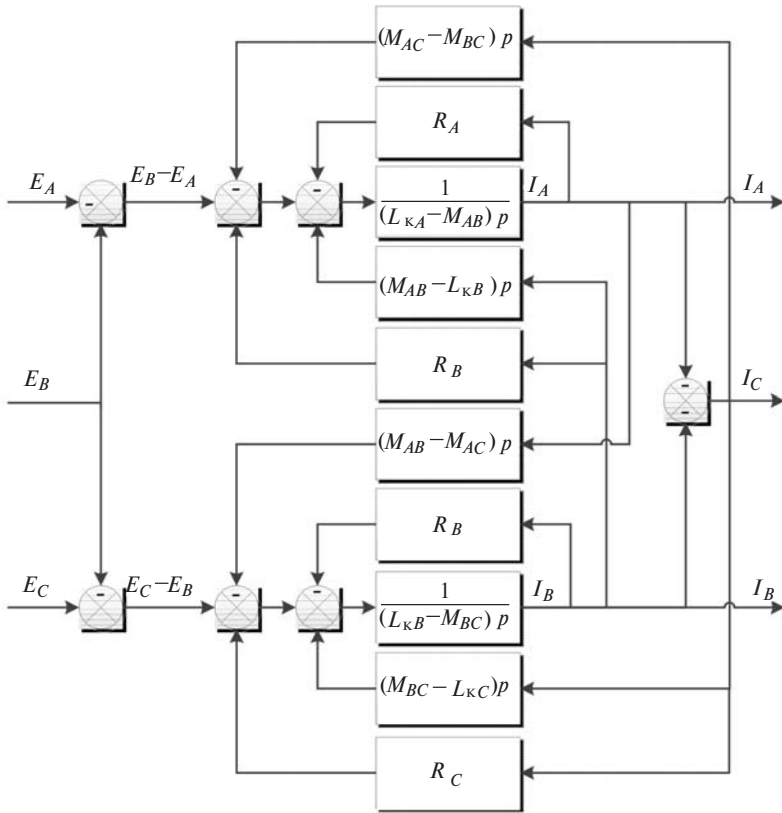 (M_AC−M_BC) p
R_A
E_A
-
E_B−E_A
-
-
1
(L_кA−M_AB) p
I_A
I_A
(M_AB−L_кB) p
R_B
E_B
-
-
I_C
(M_AB−M_AC) p
R_B
E_C
-
E_C−E_B
-
-
1
(L_кB−M_BC) p
I_B
I_B
(M_BC−L_кC)p
R_C